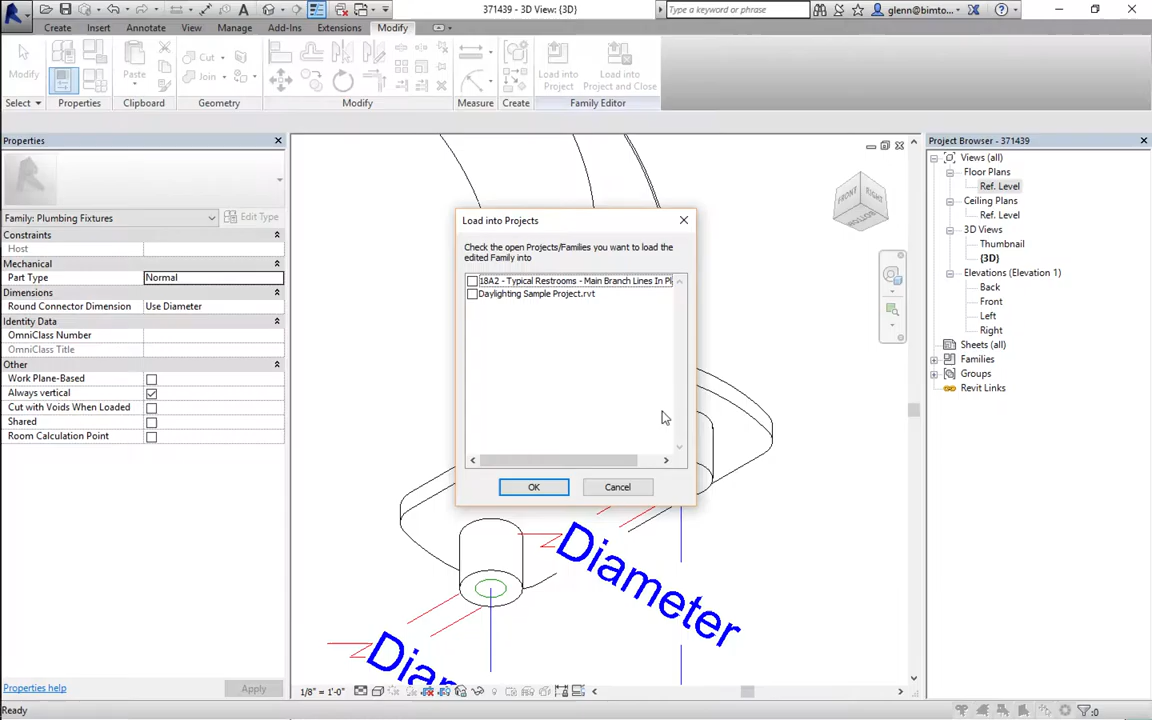 371439 - 3D View: {3D}
Type a keyword or phrase
glenn@bimto...
Create
Insert
Annotate
View
Manage
Add-Ins
Extensions
Modify
Modify
Paste
Cut
Join
Load into
Project
Load into
Project and Close
Select
Properties
Clipboard
Geometry
Modify
Measure
Create
Family Editor
Properties
Family: Plumbing Fixtures
Edit Type
Constraints
Host
Mechanical
Part Type
Normal
Dimensions
Round Connector Dimension
Use Diameter
Identity Data
OmniClass Number
OmniClass Title
Other
Work Plane-Based
Always vertical
Cut with Voids When Loaded
Shared
Room Calculation Point
Properties help
Apply
Load into Projects
Check the open Projects/Families you want to load the
edited Family into
18A2 - Typical Restrooms - Main Branch Lines In Pl
Daylighting Sample Project.rvt
OK
Cancel
FRONT
RIGHT
BOTTOM
Diameter
Diam
1/8" = 1'-0"
Project Browser - 371439
Views (all)
Floor Plans
Ref. Level
Ceiling Plans
Ref. Level
3D Views
Thumbnail
{3D}
Elevations (Elevation 1)
Back
Front
Left
Right
Sheets (all)
Families
Groups
Revit Links
Ready
:0